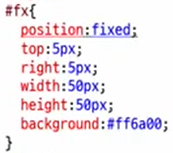 #fx{
position:fixed;
top:5px;
right:5px;
width:50px;
height:50px;
background:#ff6a00;
}